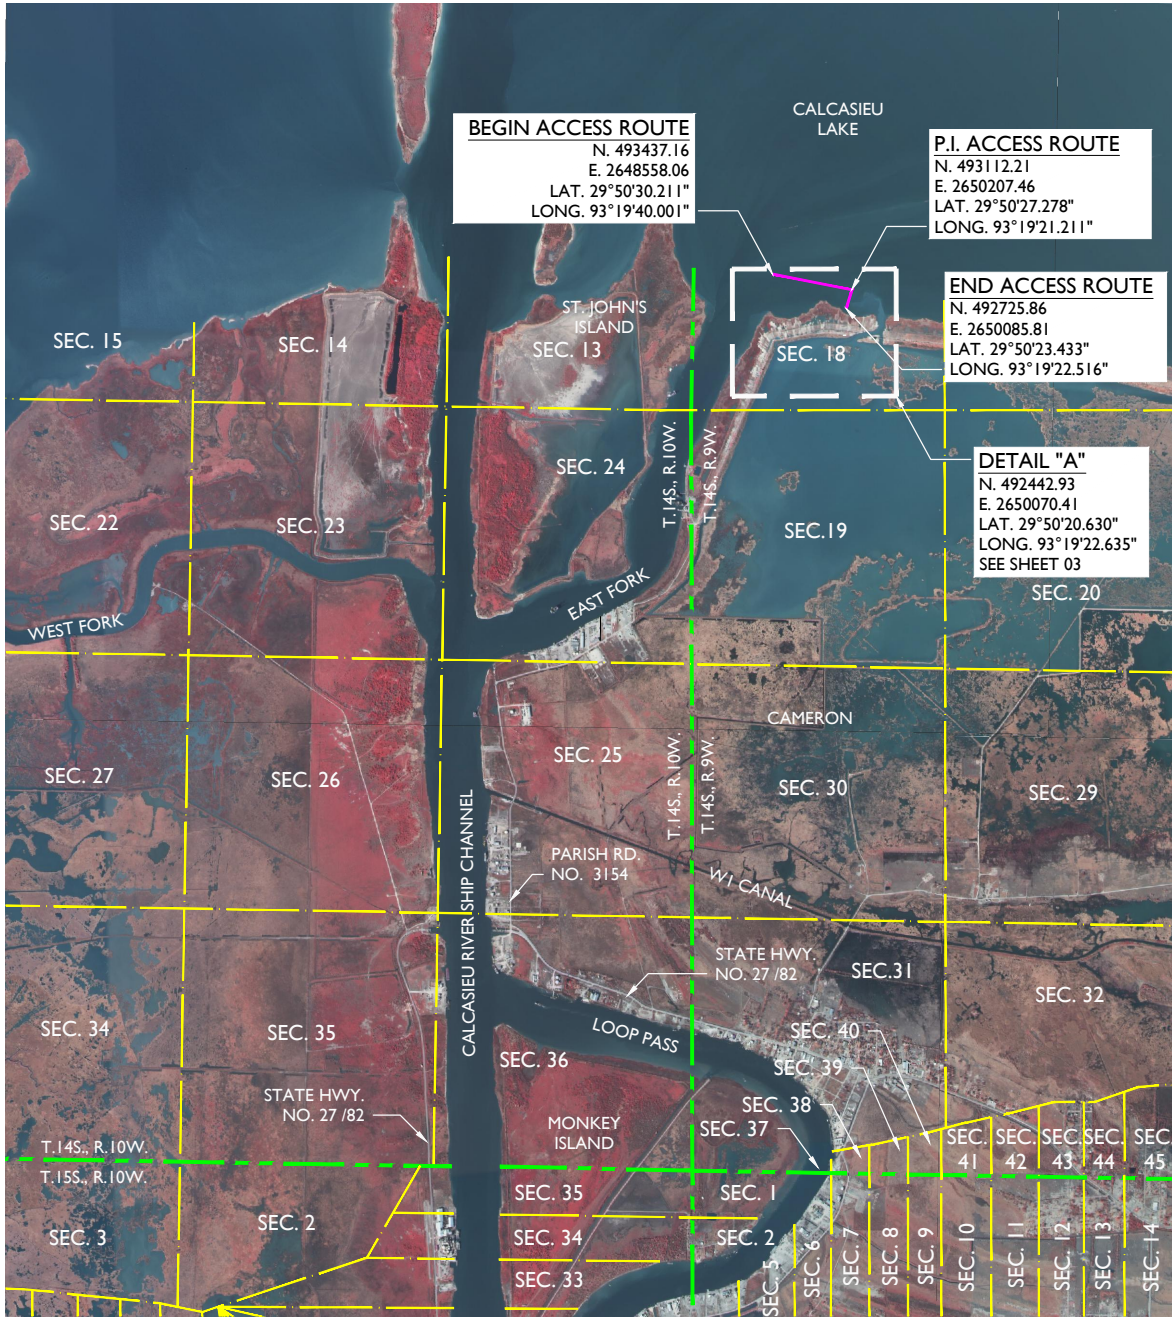 CALCASIEU
LAKE
BEGIN ACCESS ROUTE
N. 493437.16
E. 2648558.06
LAT. 29°50'30.211"
LONG. 93°19'40.001"
P.I. ACCESS ROUTE
N. 493112.21
E. 2650207.46
LAT. 29°50'27.278"
LONG. 93°19'21.211"
END ACCESS ROUTE
N. 492725.86
E. 2650085.81
LAT. 29°50'23.433"
LONG. 93°19'22.516"
ST. JOHN'S
ISLAND
SEC. 15
SEC. 14
SEC. 13
SEC. 18
DETAIL "A"
N. 492442.93
E. 2650070.41
LAT. 29°50'20.630"
LONG. 93°19'22.635"
SEE SHEET 03
T.14S., R.10W.
T.14S., R.9W.
SEC. 24
SEC. 22
SEC. 23
SEC.19
SEC. 20
WEST FORK
EAST FORK
CAMERON
SEC. 27
SEC. 26
SEC. 25
SEC. 30
SEC. 29
T.14S., R.10W.
T.14S., R.9W.
CALCASIEU RIVER SHIP CHANNEL
PARISH RD.
NO. 3154
W1 CANAL
STATE HWY.
NO. 27 /82
SEC.31
SEC. 32
SEC. 34
SEC. 35
LOOP PASS
SEC. 40
SEC. 36
SEC. 39
STATE HWY.
NO. 27 /82
SEC. 38
MONKEY
ISLAND
SEC. 37
T.14S., R.10W.
T.15S., R.10W.
SEC.
41
SEC.
42
SEC.
43
SEC.
44
SEC.
45
SEC. 35
SEC. 1
SEC. 3
SEC. 2
SEC. 34
SEC. 2
SEC. 33
SEC. 5
SEC. 6
SEC. 7
SEC. 8
SEC. 9
SEC. 10
SEC. 11
SEC. 12
SEC. 13
SEC. 14